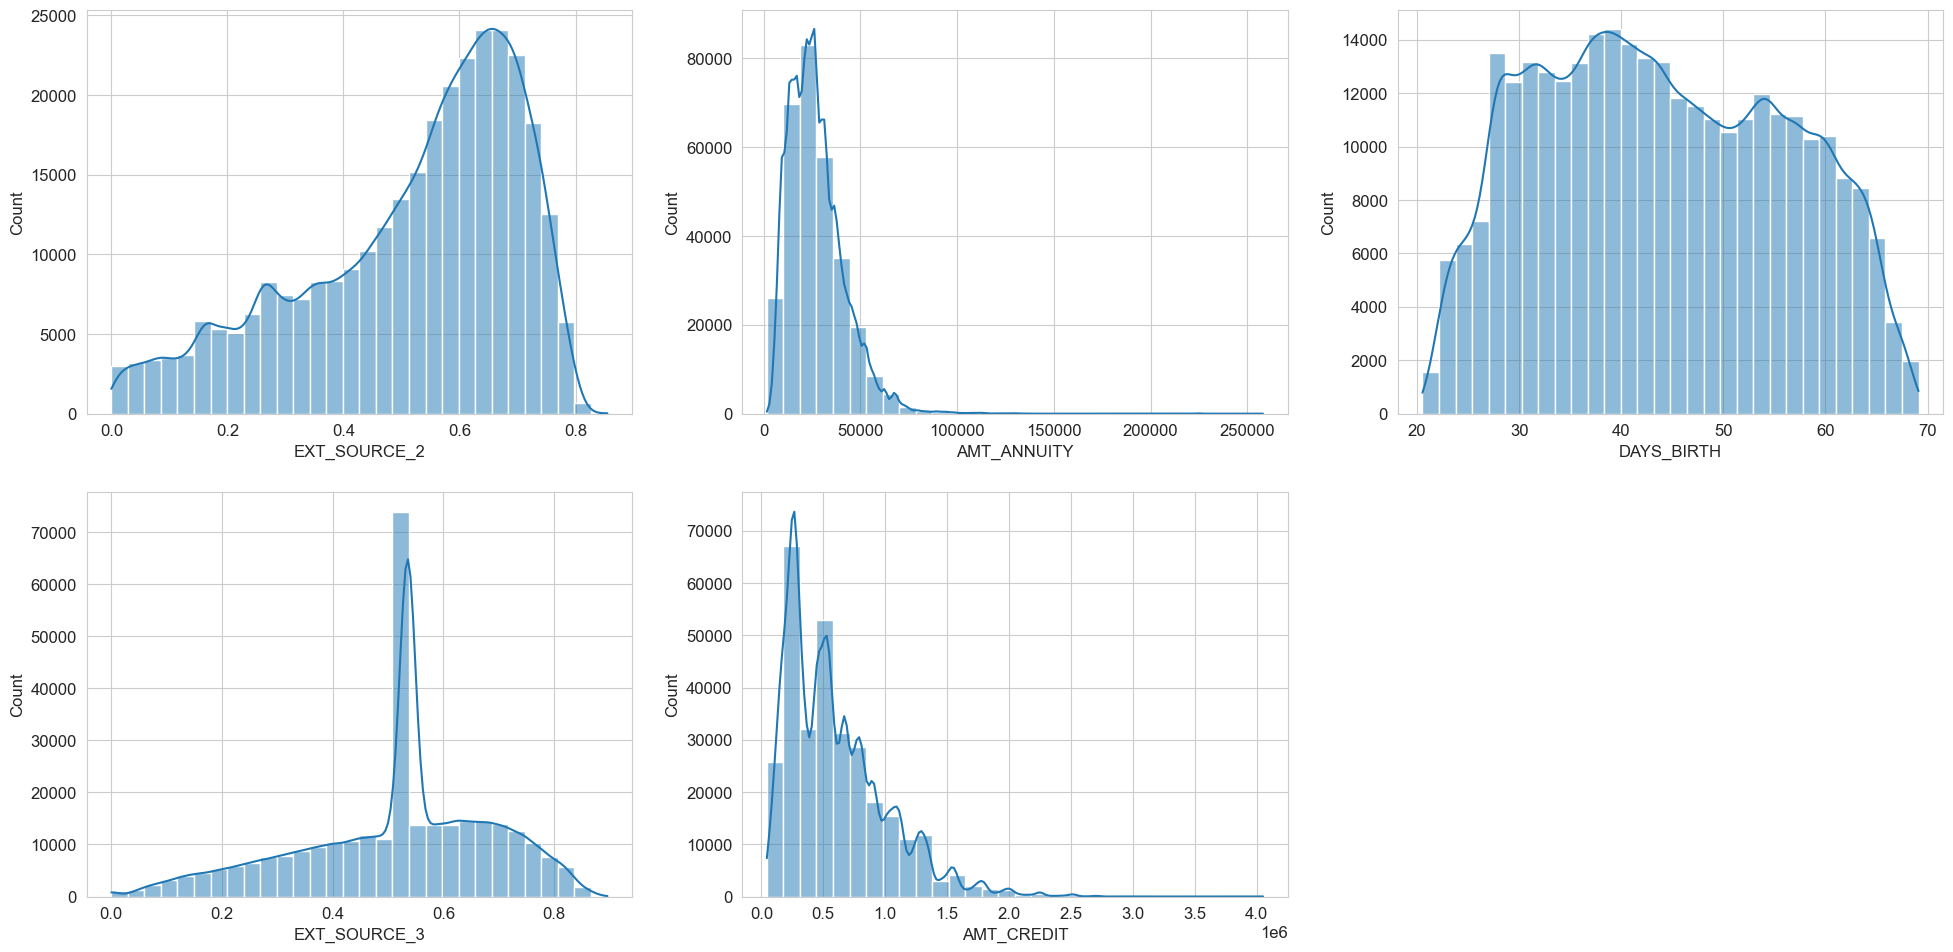 25000
20000
15000
10000
5000
0
Count
0.0 0.2 0.4 0.6 0.8
EXT_SOURCE_2
80000
60000
40000
20000
0
Count
0 50000 100000 150000 200000 250000
AMT_ANNUITY
14000
12000
10000
8000
6000
4000
2000
0
Count
20 30 40 50 60 70
DAYS_BIRTH
70000
60000
50000
40000
30000
20000
10000
0
Count
0.0 0.2 0.4 0.6 0.8
EXT_SOURCE_3
70000
60000
50000
40000
30000
20000
10000
0
Count
0.0 0.5 1.0 1.5 2.0 2.5 3.0 3.5 4.0
1e6
AMT_CREDIT